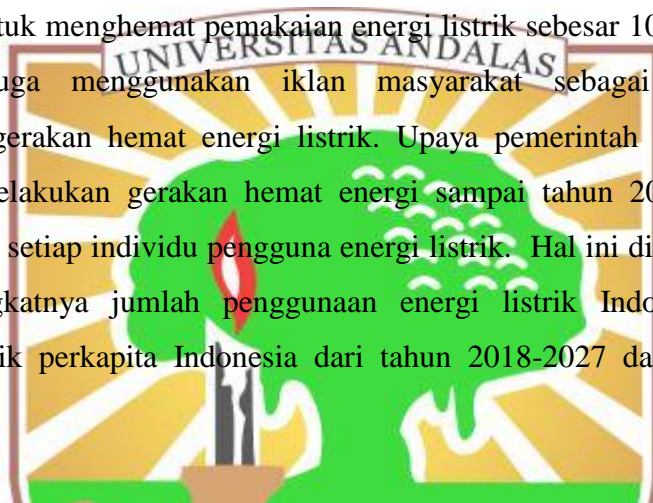 tuk menghemat pemakaian energi listrik sebesar 10
UNIVERSITAS ANDALAS
uga menggunakan iklan masyarakat sebagai
gerakan hemat energi listrik. Upaya pemerintah
elakukan gerakan hemat energi sampai tahun 20
setiap individu pengguna energi listrik. Hal ini di
gkatnya jumlah penggunaan energi listrik Indo
ik perkapita Indonesia dari tahun 2018-2027 da